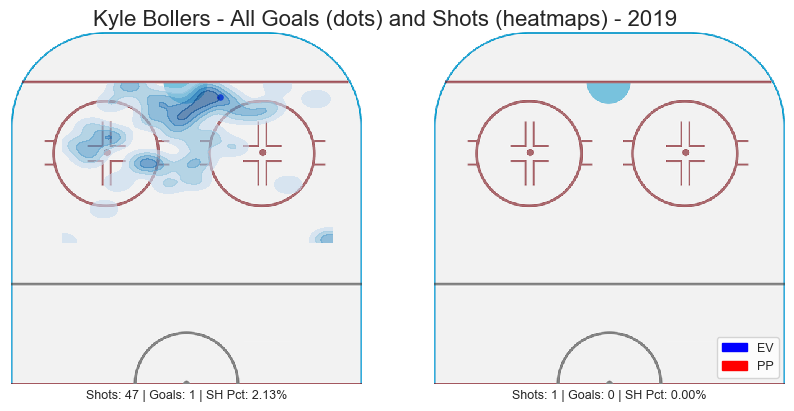 Kyle Bollers - All Goals (dots) and Shots (heatmaps) - 2019
EV
PP
Shots: 47 | Goals: 1 | SH Pct: 2.13%
Shots: 1 | Goals: 0 | SH Pct: 0.00%